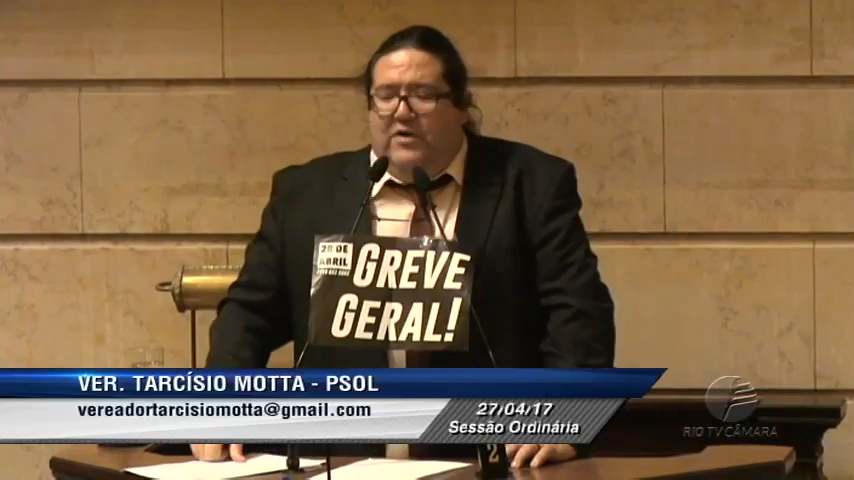 28 DE
ABRIL
GREVE
GERAL!
VER. TARCÍSIO MOTTA - PSOL
vereadortarcisiomotta@gmail.com
27/04/17
Sessão Ordinária
RIO TV CÂMARA
2